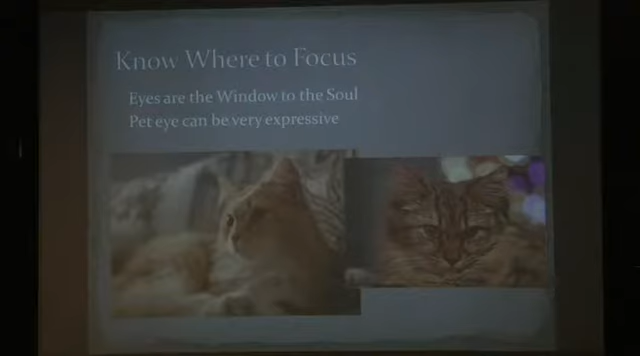 Know Where to Focus
Eyes are the Window to the Soul
Pet eye can be very expressive